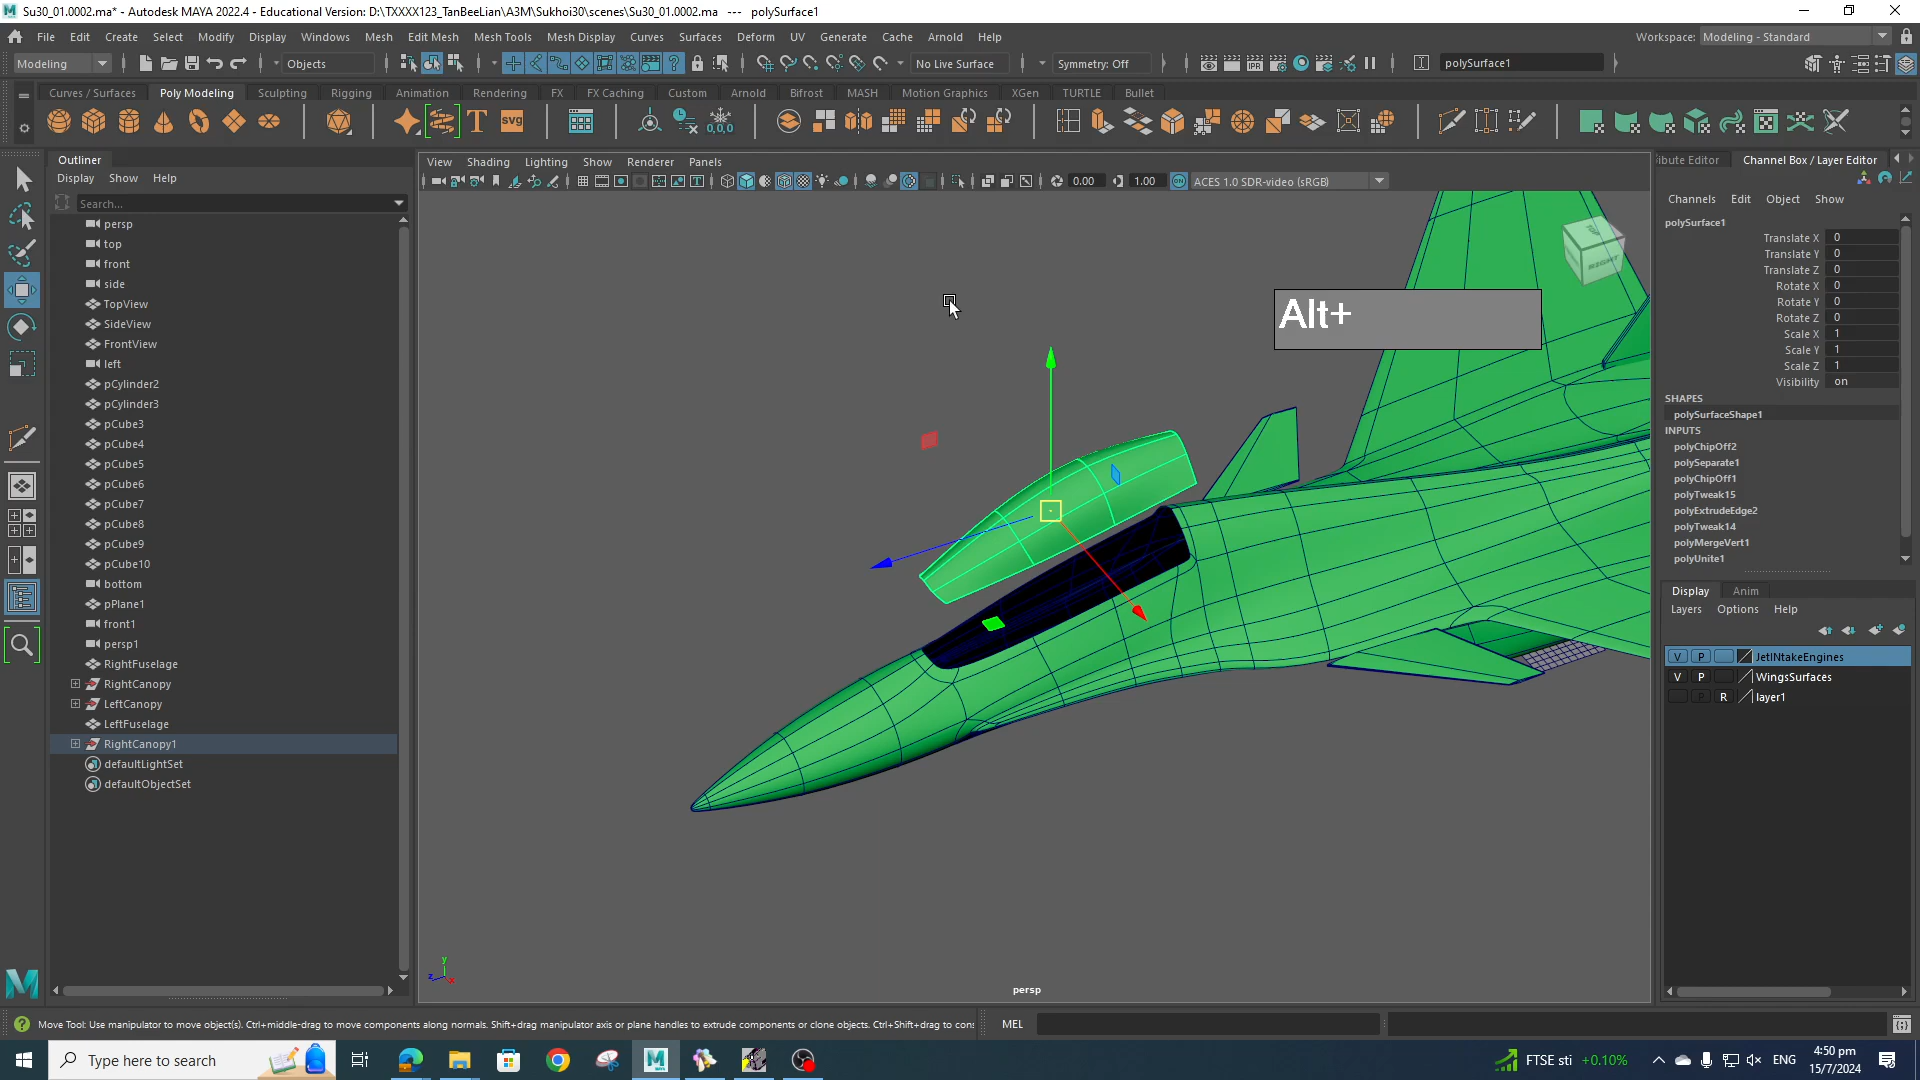 Su30_01.0002.ma* - Autodesk MAYA 2022.4 - Educational Version: D:\TXXXX123_TanBeeLian\A3M\Sukhoi30\scenes\Su30_01.0002.ma --- polySurface1
File Edit Create Select Modify Display Windows Mesh Edit Mesh Mesh Tools Mesh Display Curves Surfaces Deform UV Generate Cache Arnold Help
Workspace: Modeling - Standard
Modeling
Objects
No Live Surface
Symmetry: Off
IPR
polySurface1
Curves / Surfaces Poly Modeling Sculpting Rigging Animation Rendering FX FX Caching Custom Arnold Bifrost MASH Motion Graphics XGen TURTLE Bullet
T
SVG
0,0,0
Outliner
Display Show Help
Search...
persp
top
front
side
TopView
SideView
FrontView
left
pCylinder2
pCylinder3
pCube3
pCube4
pCube5
pCube6
pCube7
pCube8
pCube9
pCube10
bottom
pPlane1
front1
persp1
RightFuselage
RightCanopy
LeftCanopy
LeftFuselage
RightCanopy1
defaultLightSet
defaultObjectSet
View Shading Lighting Show Renderer Panels
0.00 1.00 ON ACES 1.0 SDR-video (sRGB)
TOP
RIGHT
Alt+
y
z
x
persp
ibute Editor Channel Box / Layer Editor
Channels Edit Object Show
polySurface1
Translate X 0
Translate Y 0
Translate Z 0
Rotate X 0
Rotate Y 0
Rotate Z 0
Scale X 1
Scale Y 1
Scale Z 1
Visibility on
SHAPES
polySurfaceShape1
INPUTS
polyChipOff2
polySeparate1
polyChipOff1
polyTweak15
polyExtrudeEdge2
polyTweak14
polyMergeVert1
polyUnite1
Display Anim
Layers Options Help
V P JetINtakeEngines
V P WingsSurfaces
P R layer1
Move Tool: Use manipulator to move object(s). Ctrl+middle-drag to move components along normals. Shift+drag manipulator axis or plane handles to extrude components or clone objects. Ctrl+Shift+drag to con
MEL
Type here to search
FTSE sti +0.10%
ENG
4:50 pm
15/7/2024